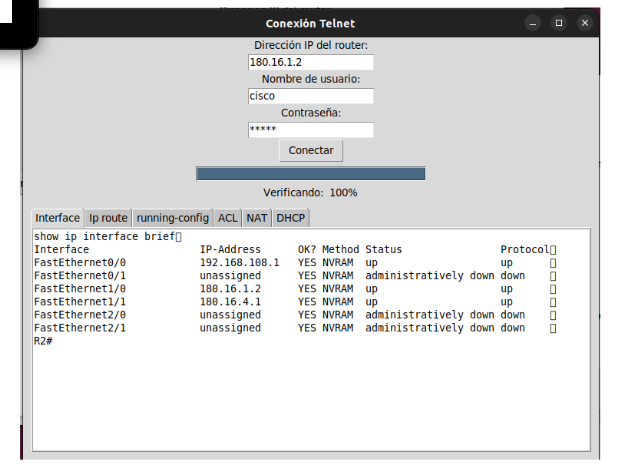 Conexión Telnet
Dirección IP del router:
180.16.1.2
Nombre de usuario:
cisco
Contraseña:
*****
Conectar
Verificando: 100%
Interface Ip route running-config ACL NAT DHCP
show ip interface brief
Interface IP-Address OK? Method Status Protocol
FastEthernet0/0 192.168.108.1 YES NVRAM up up
FastEthernet0/1 unassigned YES NVRAM administratively down down
FastEthernet1/0 180.16.1.2 YES NVRAM up up
FastEthernet1/1 180.16.4.1 YES NVRAM up up
FastEthernet2/0 unassigned YES NVRAM administratively down down
FastEthernet2/1 unassigned YES NVRAM administratively down down
R2#